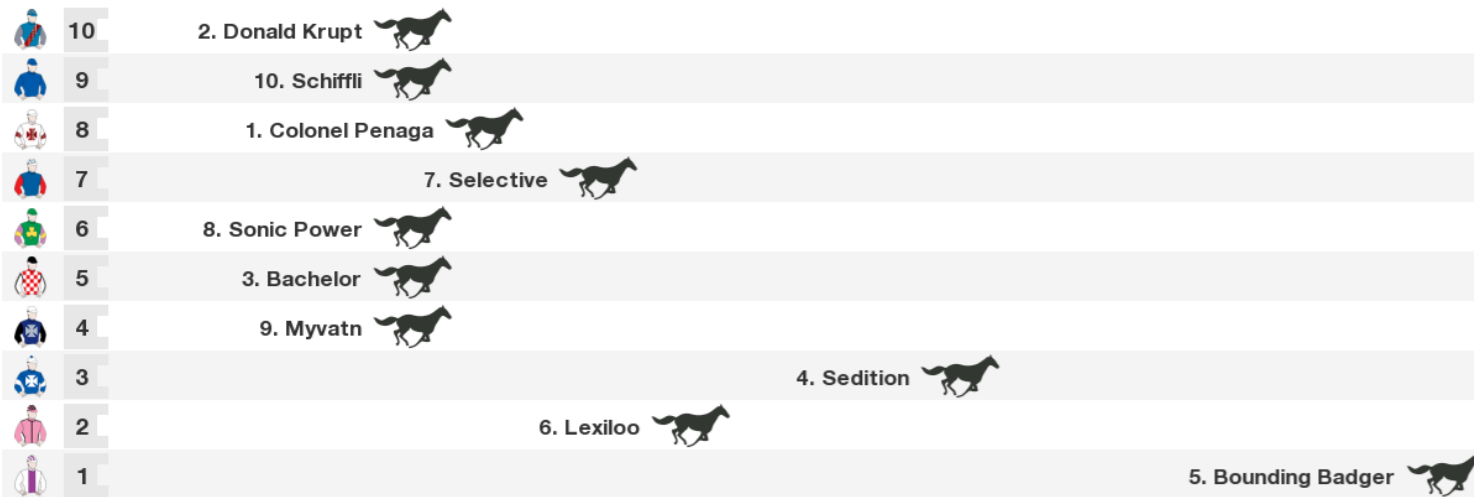 10 2. Donald Krupt
9 10. Schiffli
8 1. Colonel Penaga
7 7. Selective
6 8. Sonic Power
5 3. Bachelor
4 9. Myvatn
3 4. Sedition
2 6. Lexiloo
1 5. Bounding Badger